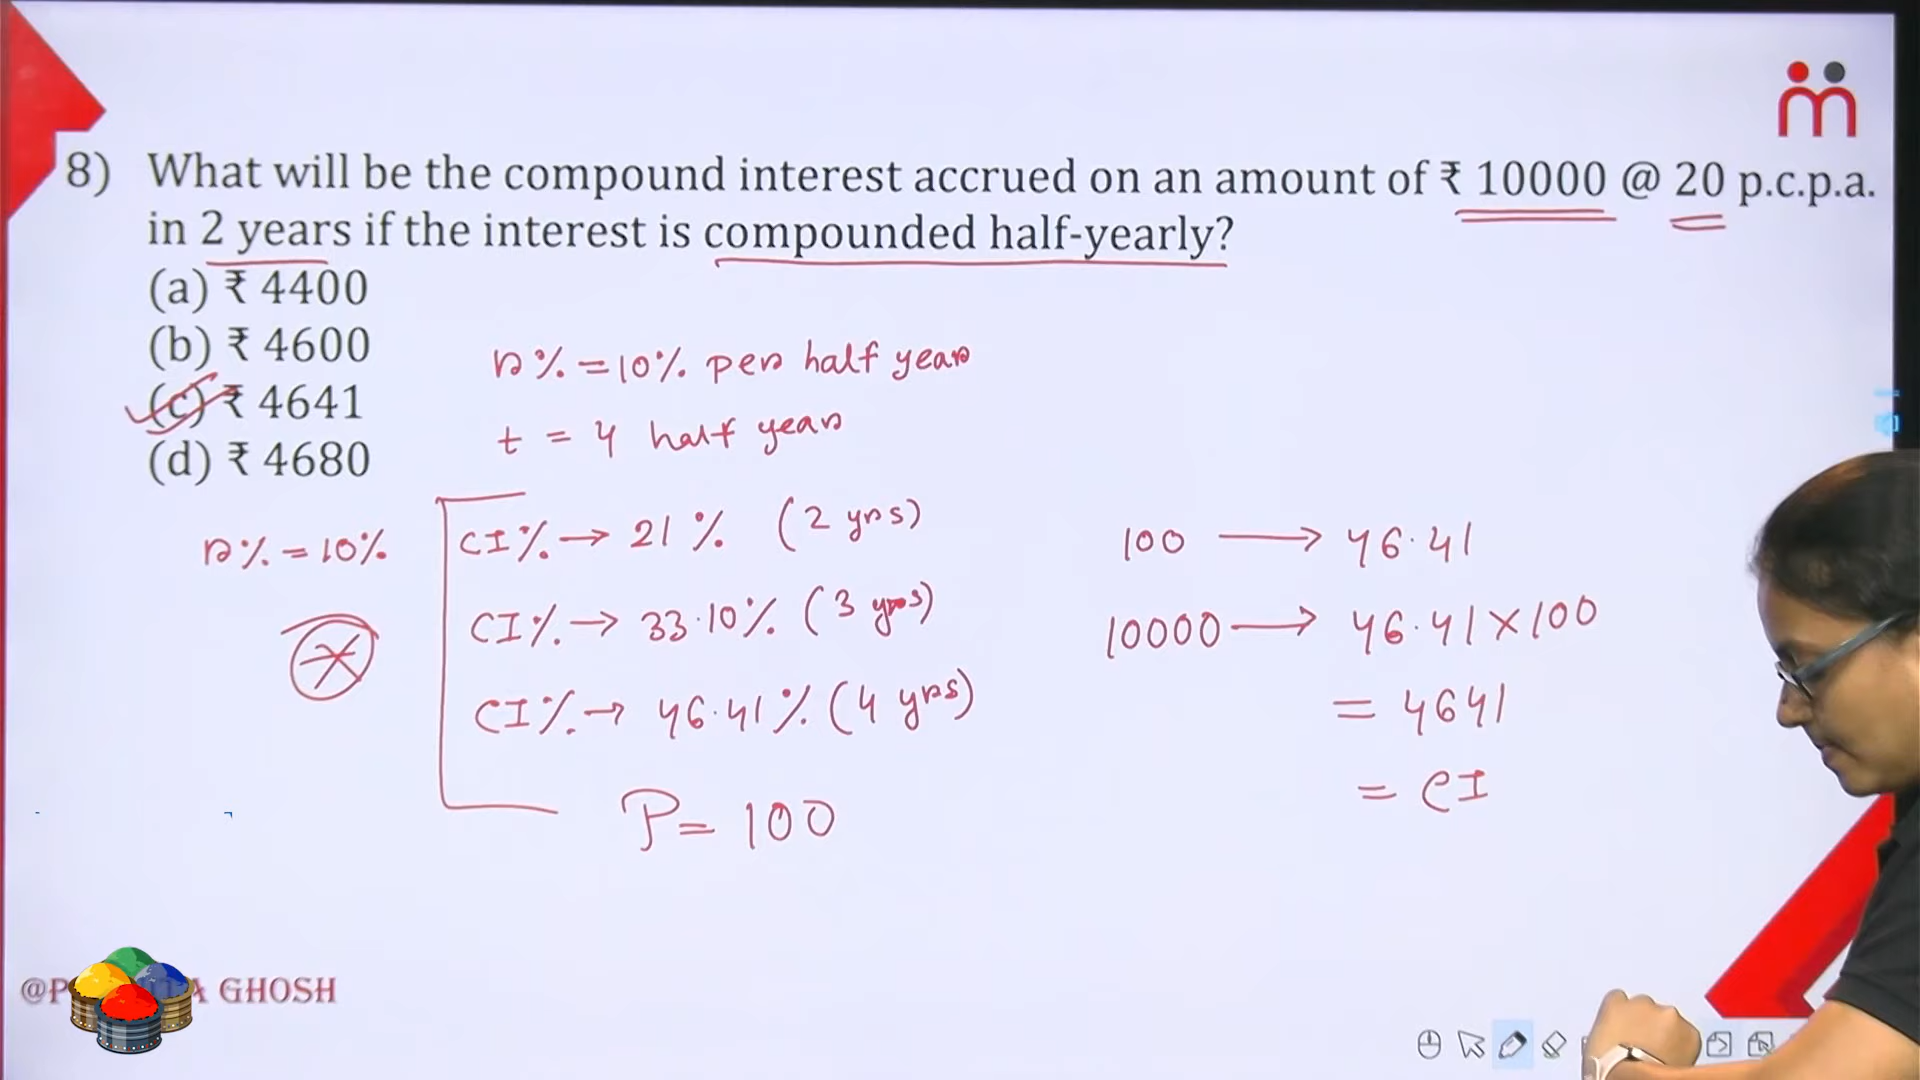 8) What will be the compound interest accrued on an amount of ₹ 10000 @ 20 p.c.p.a.
in 2 years if the interest is compounded half-yearly?
(a) ₹ 4400
(b) ₹ 4600
(c) ₹ 4641
(d) ₹ 4680
r% = 10% per half year
t = 4 half year
r% = 10%
CI% → 21% (2 yrs)
CI% → 33.10% (3 yrs)
CI% → 46.41% (4 yrs)
P = 100
100 → 46.41
10000 → 46.41 × 100
= 4641
= CI
GHOSH